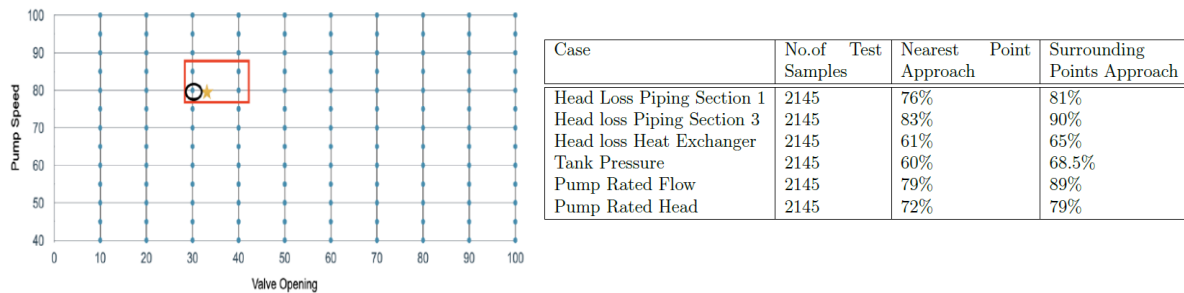 100
90
80
70
60
50
40
Pump Speed
0 10 20 30 40 50 60 70 80 90 100
Valve Opening
Case No.of Test Samples Nearest Point Approach Surrounding Points Approach
Head Loss Piping Section 1 2145 76% 81%
Head loss Piping Section 3 2145 83% 90%
Head loss Heat Exchanger 2145 61% 65%
Tank Pressure 2145 60% 68.5%
Pump Rated Flow 2145 79% 89%
Pump Rated Head 2145 72% 79%